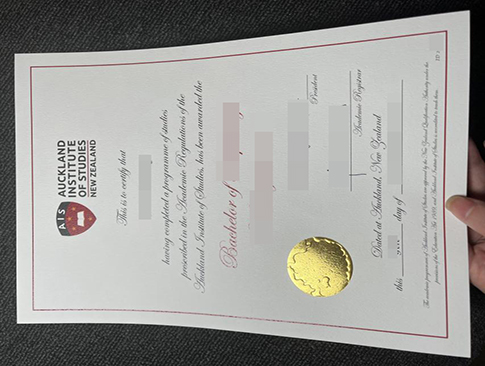 AIS
AUCKLAND
INSTITUTE
OF STUDIES
NEW ZEALAND
This is to certify that
having completed a programme of studies
prescribed in the Academic Regulations of the
Auckland Institute of Studies, has been awarded the
Bachelor of
President
Academic Registrar
Dated at Auckland, New Zealand
this day of